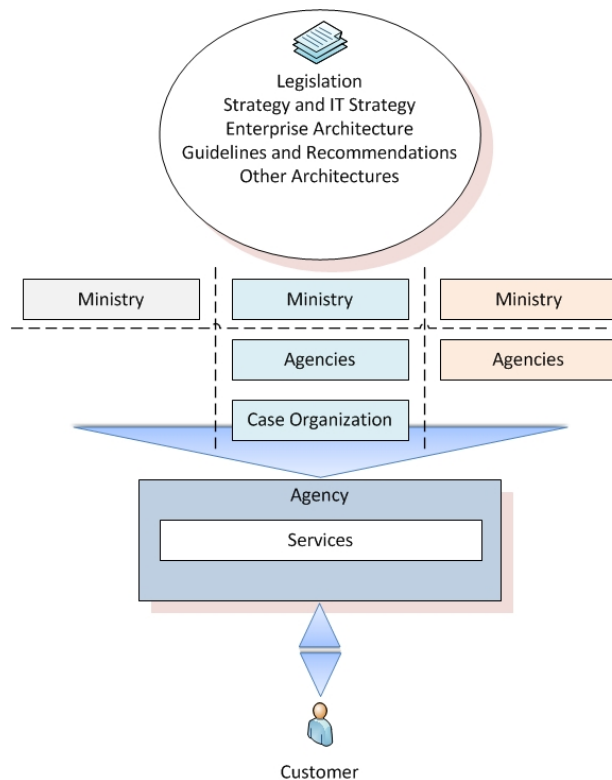 Legislation
Strategy and IT Strategy
Enterprise Architecture
Guidelines and Recommendations
Other Architectures
Ministry
Ministry
Ministry
Agencies
Agencies
Case Organization
Agency
Services
Customer